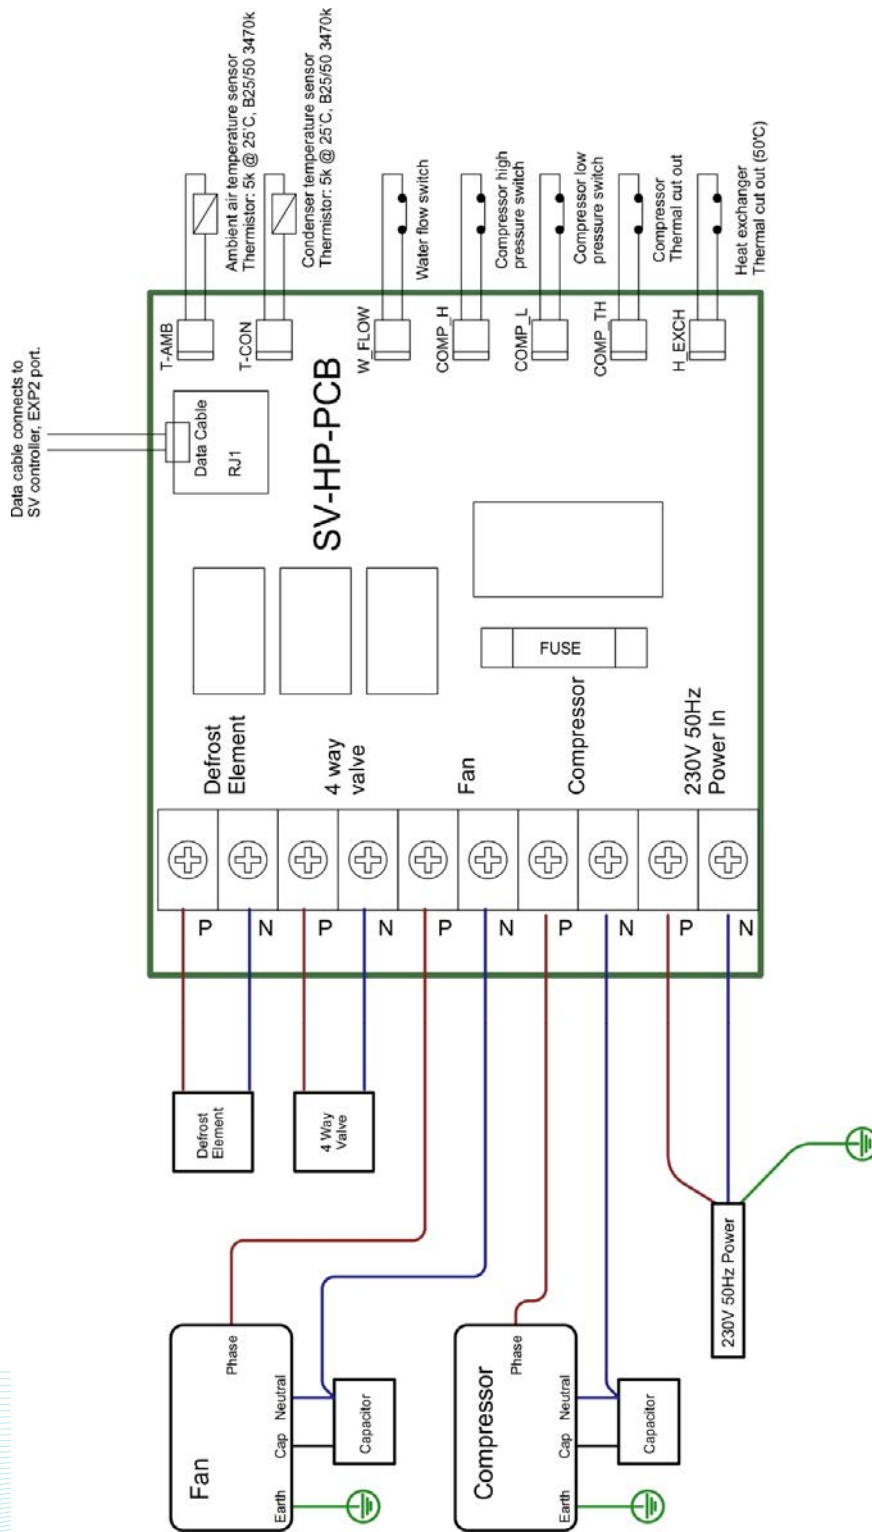 Data cable connects to
SV controller, EXP2 port.
Ambient air temperature sensor
Thermistor: 5k @ 25'C, B25/50 3470k
Condenser temperature sensor
Thermistor: 5k @ 25'C, B25/50 3470k
Water flow switch
Compressor high
pressure switch
Compressor low
pressure switch
Compressor
Thermal cut out
Heat exchanger
Thermal cut out (50'C)
T-AMB
T-CON
W_FLOW
COMP_H
COMP_L
COMP_TH
H_EXCH
Data Cable
RJ1
SV-HP-PCB
FUSE
Defrost
Element
4 way
valve
Fan
Compressor
230V 50Hz
Power In
P
N
P
N
P
N
P
N
P
N
Defrost
Element
4 Way
Valve
Fan
Phase
Neutral
Cap
Earth
Capacitor
Compressor
Phase
Neutral
Cap
Earth
Capacitor
230V 50Hz Power